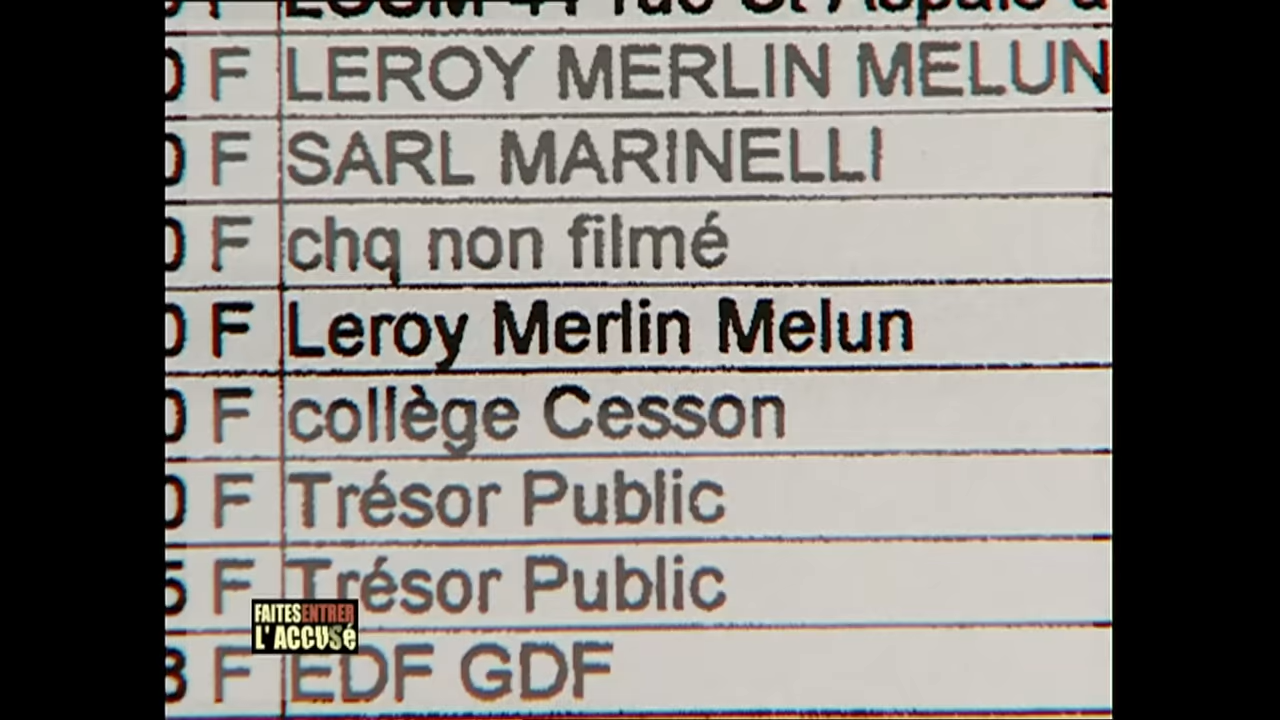 0 F LEROY MERLIN MELUN
0 F SARL MARINELLI
0 F chq non filmé
0 F Leroy Merlin Melun
0 F collège Cesson
0 F Trésor Public
5 F Trésor Public
FAITES ENTRER
L'ACCUSé
8 F EDF GDF